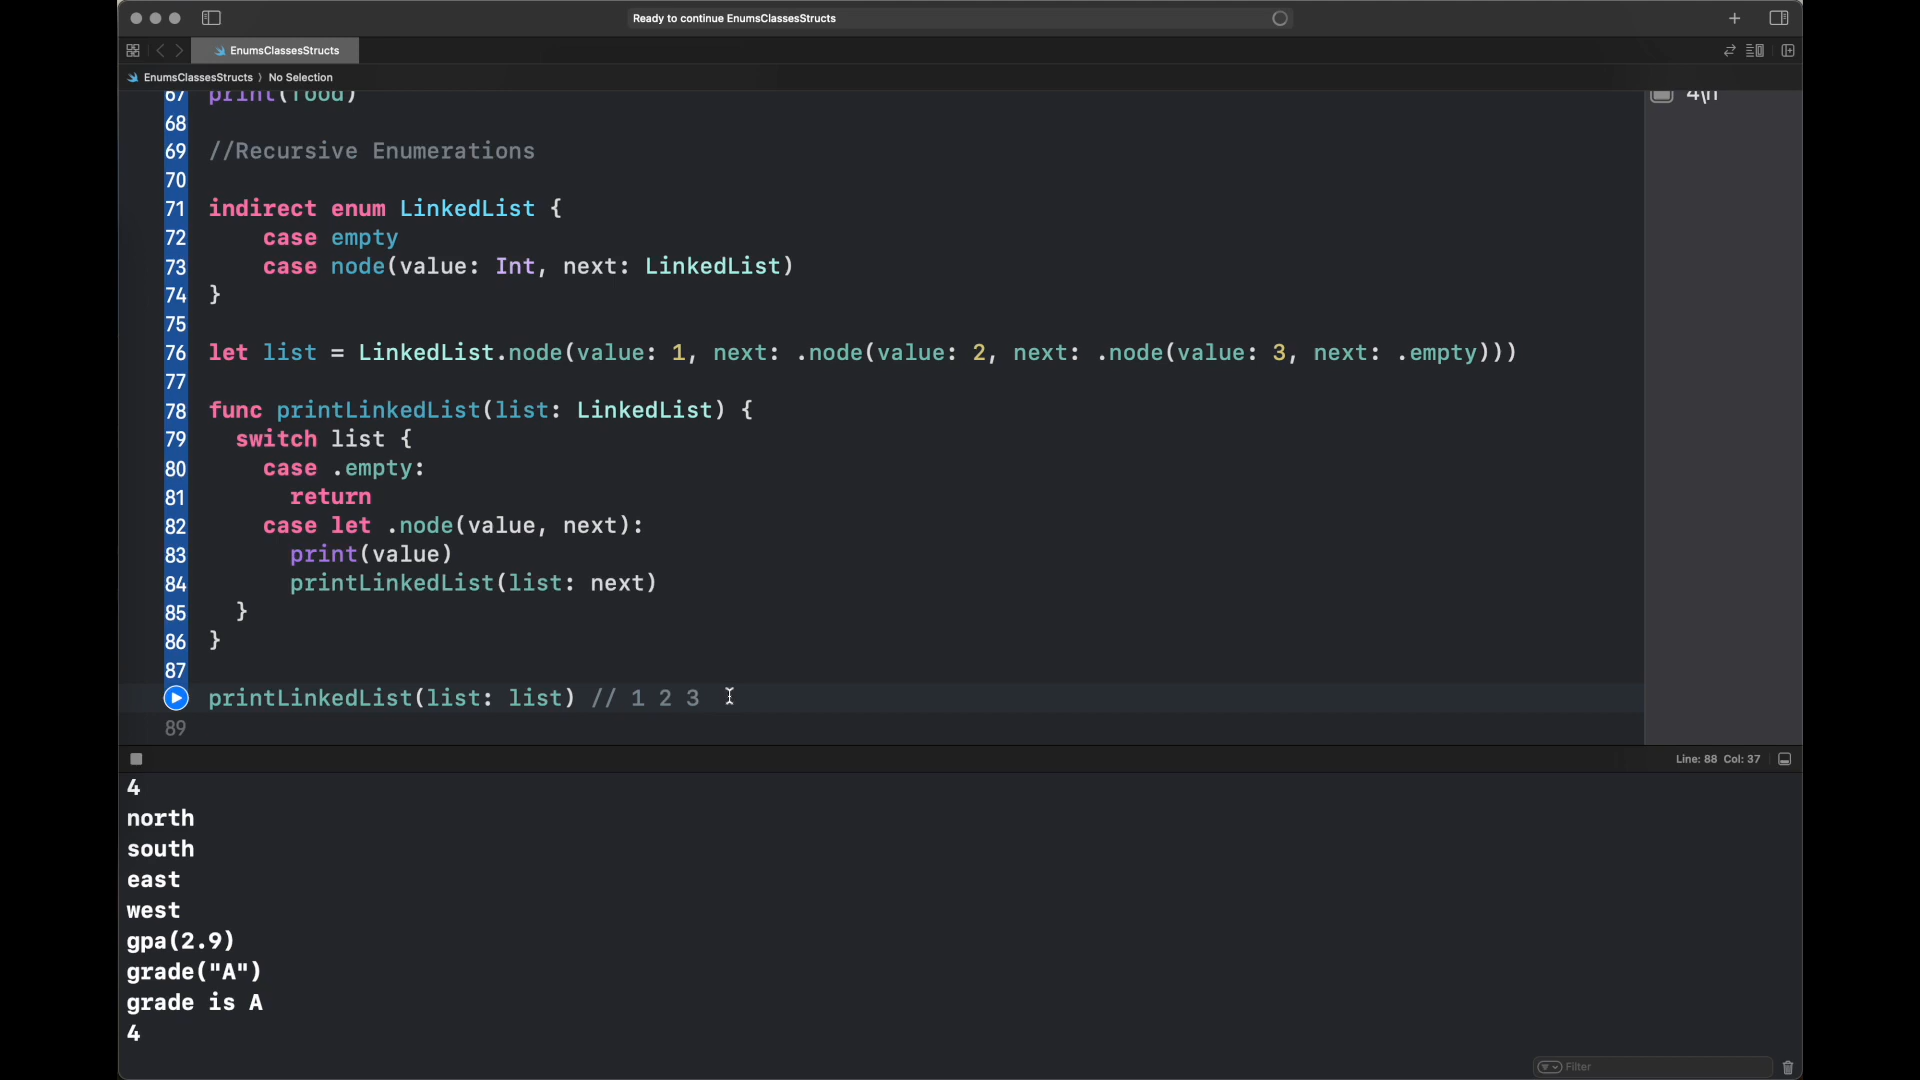 Ready to continue EnumsClassesStructs
EnumsClassesStructs
EnumsClassesStructs 〉 No Selection
67 print(food)
4\n
68
69 //Recursive Enumerations
70
71 indirect enum LinkedList {
72     case empty
73     case node(value: Int, next: LinkedList)
74 }
75
76 let list = LinkedList.node(value: 1, next: .node(value: 2, next: .node(value: 3, next: .empty)))
77
78 func printLinkedList(list: LinkedList) {
79   switch list {
80     case .empty:
81       return
82     case let .node(value, next):
83       print(value)
84       printLinkedList(list: next)
85   }
86 }
87
printLinkedList(list: list) // 1 2 3
89
Line: 88 Col: 37
4
north
south
east
west
gpa(2.9)
grade("A")
grade is A
4
Filter